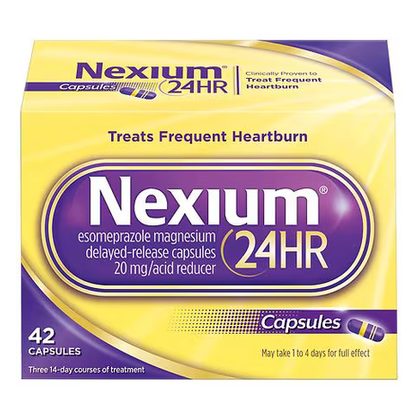 Nexium®
Capsules
24HR
Clinically Proven to
Treat Frequent
Heartburn
Treats Frequent Heartburn
Nexium®
esomeprazole magnesium
delayed-release capsules
20 mg/acid reducer
24HR
Capsules
42
CAPSULES
May take 1 to 4 days for full effect
Three 14-day courses of treatment